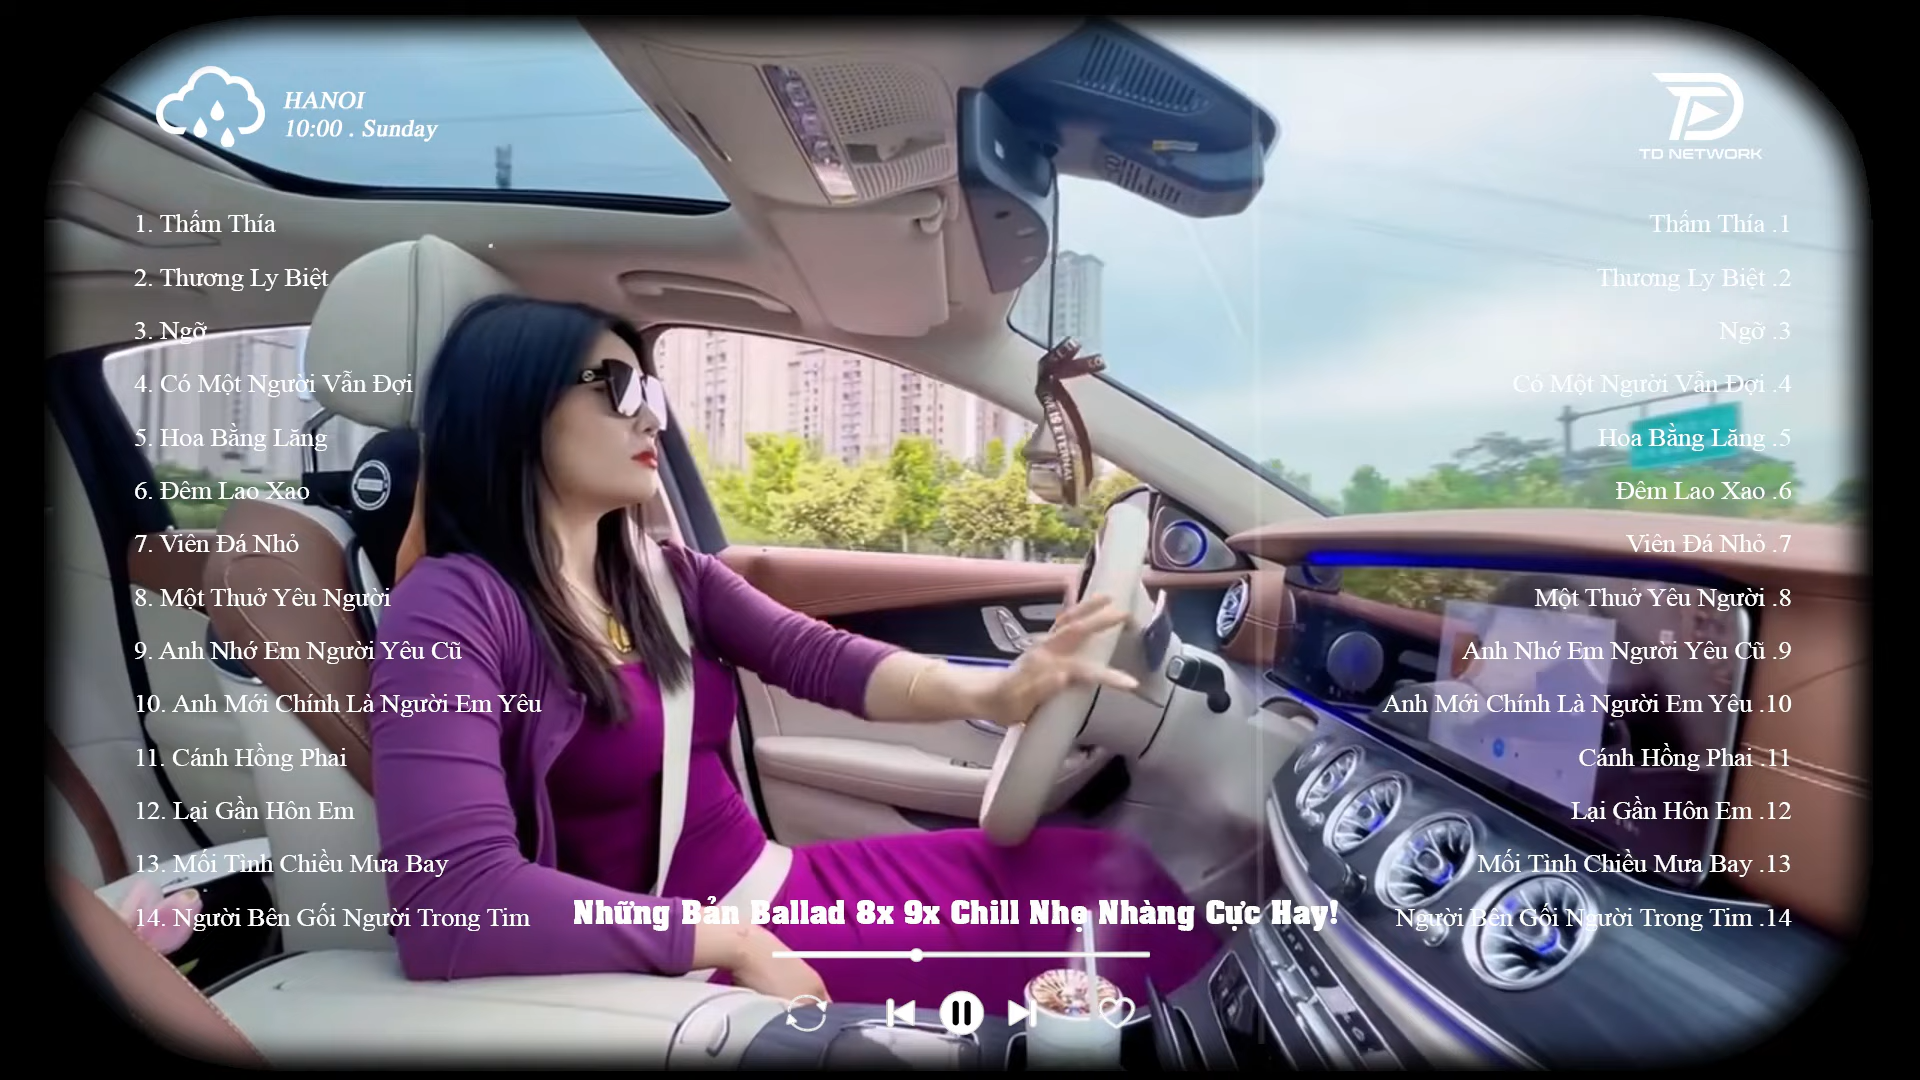 HANOI
10:00 . Sunday
TD NETWORK
1. Thấm Thía
2. Thương Ly Biệt
3. Ngỡ
4. Có Một Người Vẫn Đợi
5. Hoa Bằng Lăng
6. Đêm Lao Xao
7. Viên Đá Nhỏ
8. Một Thuở Yêu Người
9. Anh Nhớ Em Người Yêu Cũ
10. Anh Mới Chính Là Người Em Yêu
11. Cánh Hồng Phai
12. Lại Gần Hôn Em
13. Mối Tình Chiều Mưa Bay
14. Người Bên Gối Người Trong Tim
Thấm Thía .1
Thương Ly Biệt .2
Ngỡ .3
Có Một Người Vẫn Đợi .4
Hoa Bằng Lăng .5
Đêm Lao Xao .6
Viên Đá Nhỏ .7
Một Thuở Yêu Người .8
Anh Nhớ Em Người Yêu Cũ .9
Anh Mới Chính Là Người Em Yêu .10
Cánh Hồng Phai .11
Lại Gần Hôn Em .12
Mối Tình Chiều Mưa Bay .13
Người Bên Gối Người Trong Tim .14
Những Bản Ballad 8x 9x Chill Nhẹ Nhàng Cực Hay!